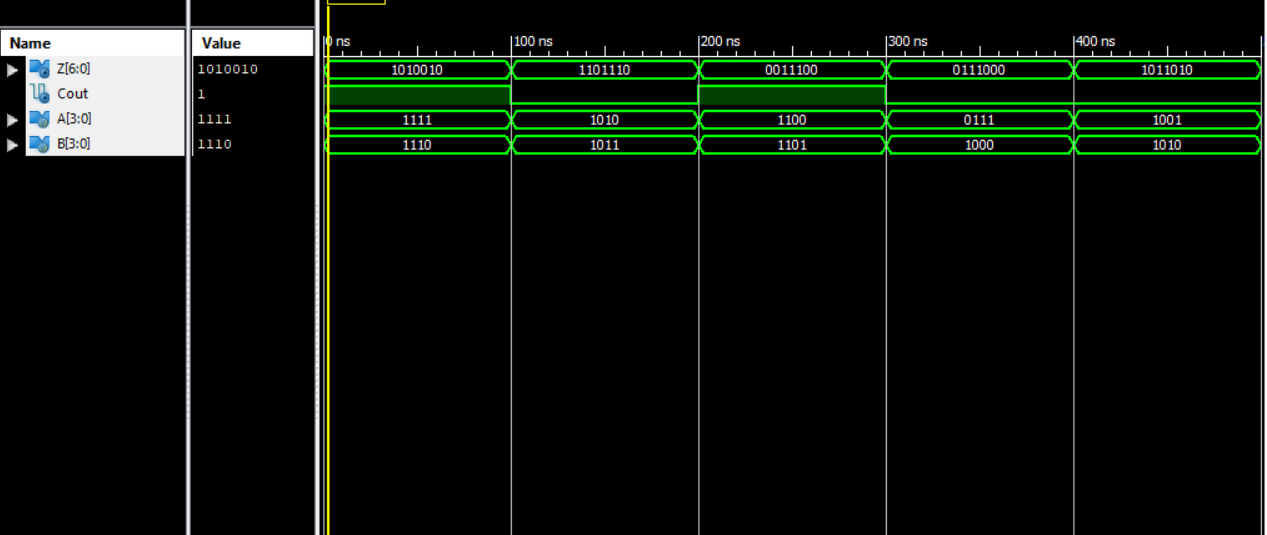 Name Value 0 ns 100 ns 200 ns 300 ns 400 ns
Z[6:0] 1010010 1010010 1101110 0011100 0111000 1011010
Cout 1
A[3:0] 1111 1111 1010 1100 0111 1001
B[3:0] 1110 1110 1011 1101 1000 1010